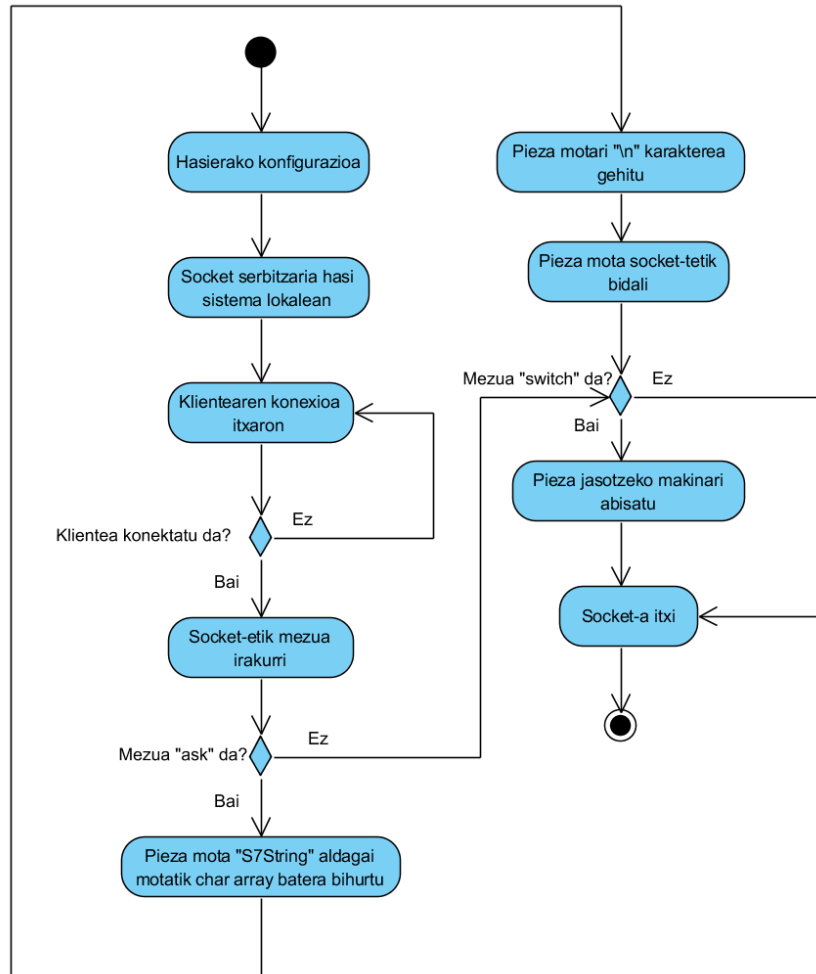 Hasierako konfigurazioa
Socket serbitzaria hasi
sistema lokalean
Klientearen konexioa
itxaron
Klientea konektatu da?
Ez
Bai
Socket-etik mezua
irakurri
Mezua "ask" da?
Ez
Bai
Pieza mota "S7String" aldagai
motatik char array batera bihurtu
Pieza motari "\n" karakterea
gehitu
Pieza mota socket-tetik
bidali
Mezua "switch" da?
Ez
Bai
Pieza jasotzeko makinari
abisatu
Socket-a itxi